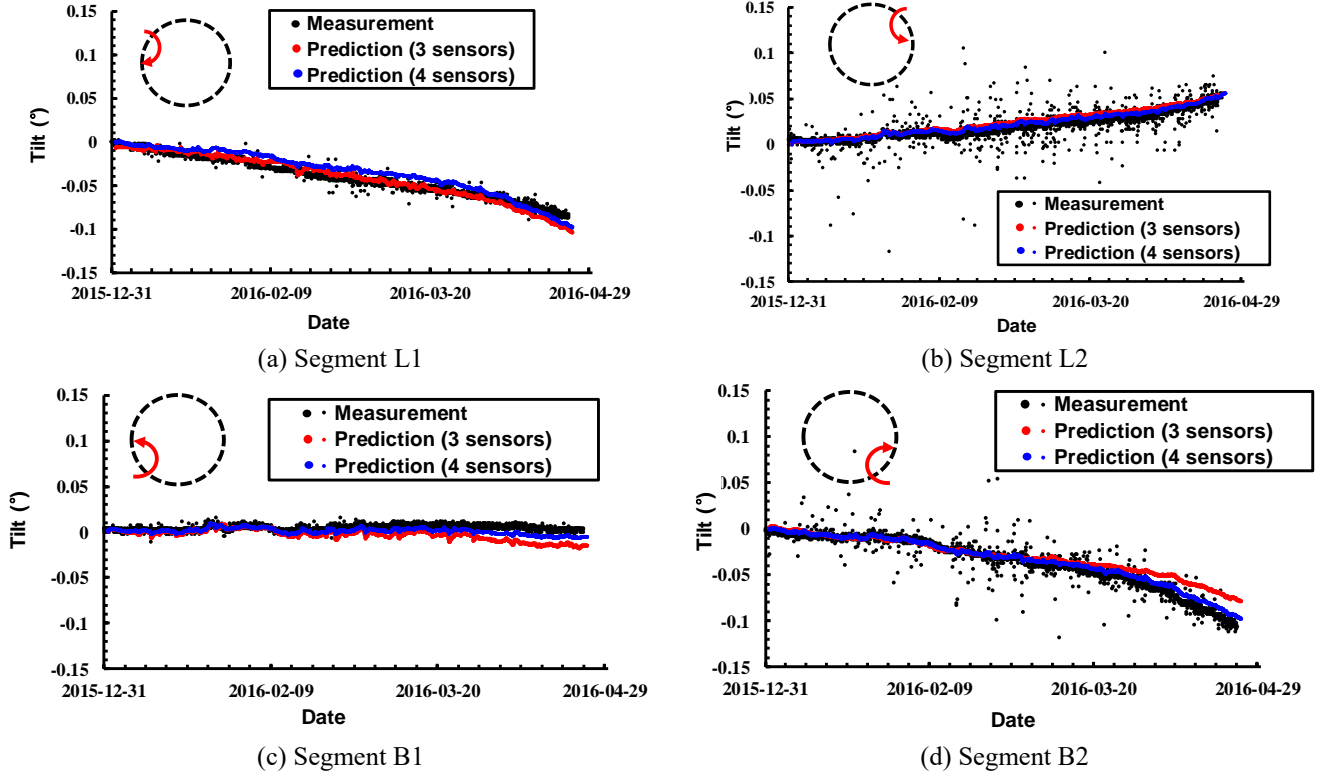 0.15
Measurement
0.1
Prediction (3 sensors)
Prediction (4 sensors)
0.05
Tilt (°)
0
-0.05
-0.1
-0.15
2015-12-31 2016-02-09 2016-03-20 2016-04-29
Date
(a) Segment L1
0.15
0.1
0.05
Tilt (°)
0
-0.05
Measurement
Prediction (3 sensors)
-0.1
Prediction (4 sensors)
-0.15
2015-12-31 2016-02-09 2016-03-20 2016-04-29
Date
(b) Segment L2
0.15
Measurement
Prediction (3 sensors)
0.1
Prediction (4 sensors)
0.05
Tilt (°)
0
-0.05
-0.1
-0.15
2015-12-31 2016-02-09 2016-03-20 2016-04-29
Date
(c) Segment B1
0.15
Measurement
Prediction (3 sensors)
0.1
Prediction (4 sensors)
0.05
Tilt (°)
0
-0.05
-0.1
-0.15
2015-12-31 2016-02-09 2016-03-20 2016-04-29
Date
(d) Segment B2